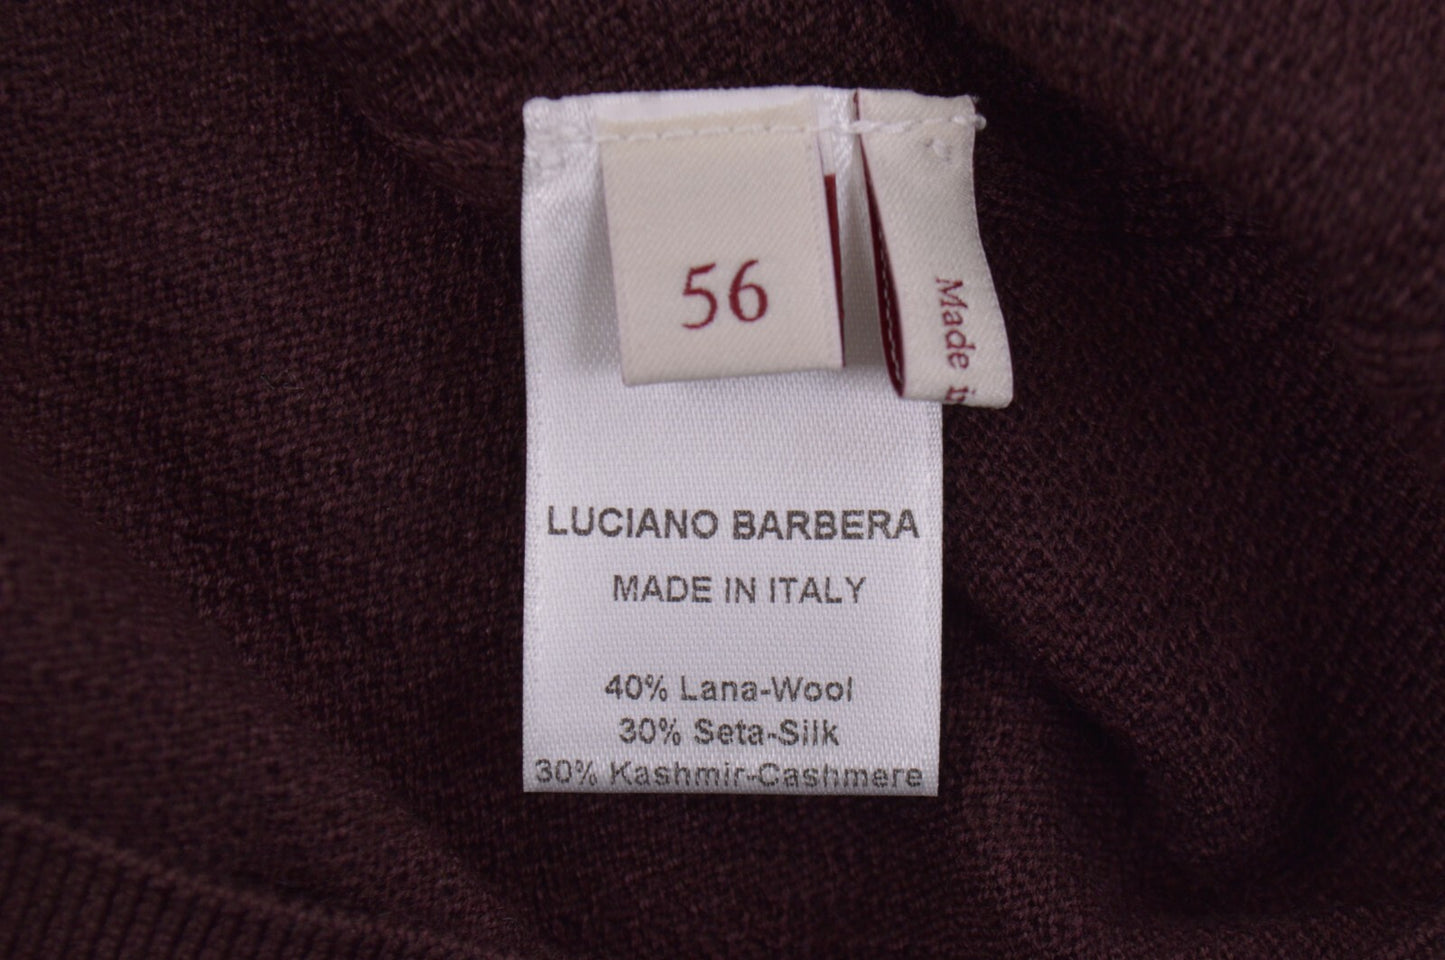 56
Made
LUCIANO BARBERA
MADE IN ITALY
40% Lana-Wool
30% Seta-Silk
30% Kashmir-Cashmere